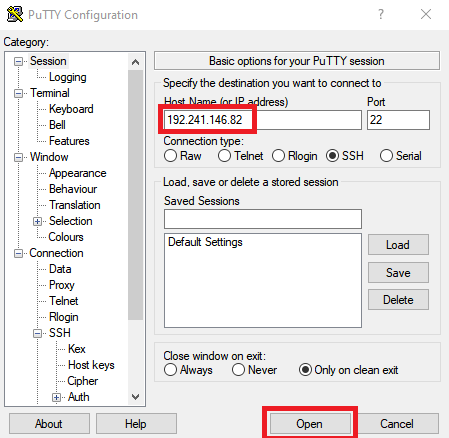 PuTTY Configuration
?
Category:
Session
Logging
Terminal
Keyboard
Bell
Features
Window
Appearance
Behaviour
Translation
Selection
Colours
Connection
Data
Proxy
Telnet
Rlogin
SSH
Kex
Host keys
Cipher
Auth
Basic options for your PuTTY session
Specify the destination you want to connect to
Host Name (or IP address) Port
192.241.146.82 22
Connection type:
Raw Telnet Rlogin SSH Serial
Load, save or delete a stored session
Saved Sessions
Default Settings
Load
Save
Delete
Close window on exit:
Always Never Only on clean exit
About Help Open Cancel